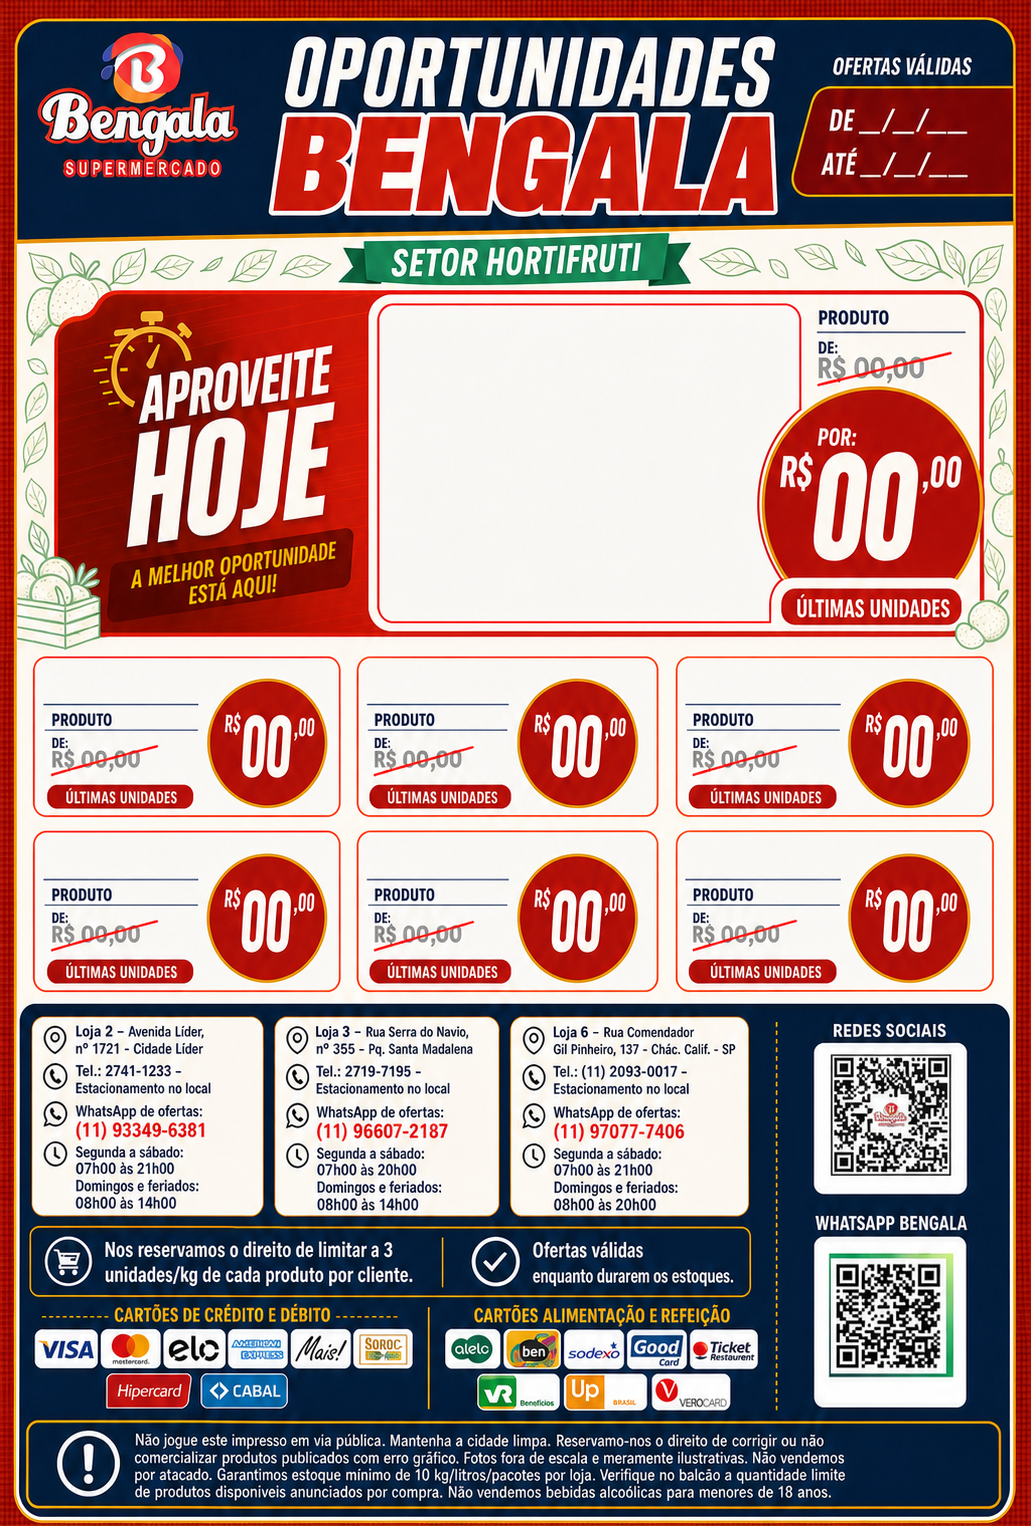 B
Bengala
SUPERMERCADO
OPORTUNIDADES
BENGALA
OFERTAS VÁLIDAS
DE __/__/__
ATÉ __/__/__
SETOR HORTIFRUTI
APROVEITE
HOJE
A MELHOR OPORTUNIDADE
ESTÁ AQUI!
PRODUTO
DE:
R$ 00,00
POR:
R$ 00,00
ÚLTIMAS UNIDADES
PRODUTO
DE:
R$ 00,00
ÚLTIMAS UNIDADES
R$ 00,00
PRODUTO
DE:
R$ 00,00
ÚLTIMAS UNIDADES
R$ 00,00
PRODUTO
DE:
R$ 00,00
ÚLTIMAS UNIDADES
R$ 00,00
PRODUTO
DE:
R$ 00,00
ÚLTIMAS UNIDADES
R$ 00,00
PRODUTO
DE:
R$ 00,00
ÚLTIMAS UNIDADES
R$ 00,00
PRODUTO
DE:
R$ 00,00
ÚLTIMAS UNIDADES
R$ 00,00
Loja 2 – Avenida Líder,
nº 1721 - Cidade Líder
Tel.: 2741-1233 –
Estacionamento no local
WhatsApp de ofertas:
(11) 93349-6381
Segunda a sábado:
07h00 às 21h00
Domingos e feriados:
08h00 às 14h00
Loja 3 – Rua Serra do Navio,
nº 355 - Pq. Santa Madalena
Tel.: 2719-7195 –
Estacionamento no local
WhatsApp de ofertas:
(11) 96607-2187
Segunda a sábado:
07h00 às 20h00
Domingos e feriados:
08h00 às 14h00
Loja 6 – Rua Comendador
Gil Pinheiro, 137 - Chác. Calif. - SP
Tel.: (11) 2093-0017 –
Estacionamento no local
WhatsApp de ofertas:
(11) 97077-7406
Segunda a sábado:
07h00 às 21h00
Domingos e feriados:
08h00 às 20h00
REDES SOCIAIS
WHATSAPP BENGALA
Nos reservamos o direito de limitar a 3
unidades/kg de cada produto por cliente.
Ofertas válidas
enquanto durarem os estoques.
CARTÕES DE CRÉDITO E DÉBITO
VISA
mastercard.
elo
AMERICAN
EXPRESS
Mais!
SOROC
Hipercard
CABAL
CARTÕES ALIMENTAÇÃO E REFEIÇÃO
alelo
ben
sodexo
Good
Card
Ticket
Restaurent
VR
Beneficios
Up
BRASIL
V
VEROCARD
Não jogue este impresso em via pública. Mantenha a cidade limpa. Reservamo-nos o direito de corrigir ou não
comercializar produtos publicados com erro gráfico. Fotos fora de escala e meramente ilustrativas. Não vendemos
por atacado. Garantimos estoque mínimo de 10 kg/litros/pacotes por loja. Verifique no balcão a quantidade limite
de produtos disponiveis anunciados por compra. Não vendemos bebidas alcoólicas para menores de 18 anos.